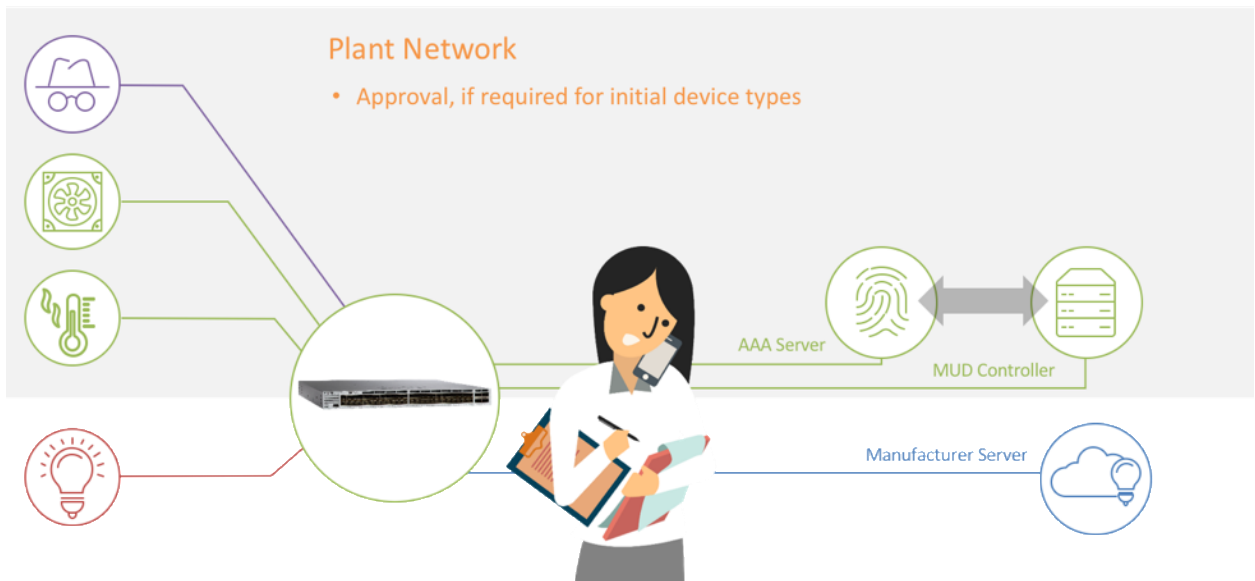 Plant Network
• Approval, if required for initial device types
AAA Server
MUD Controller
Manufacturer Server